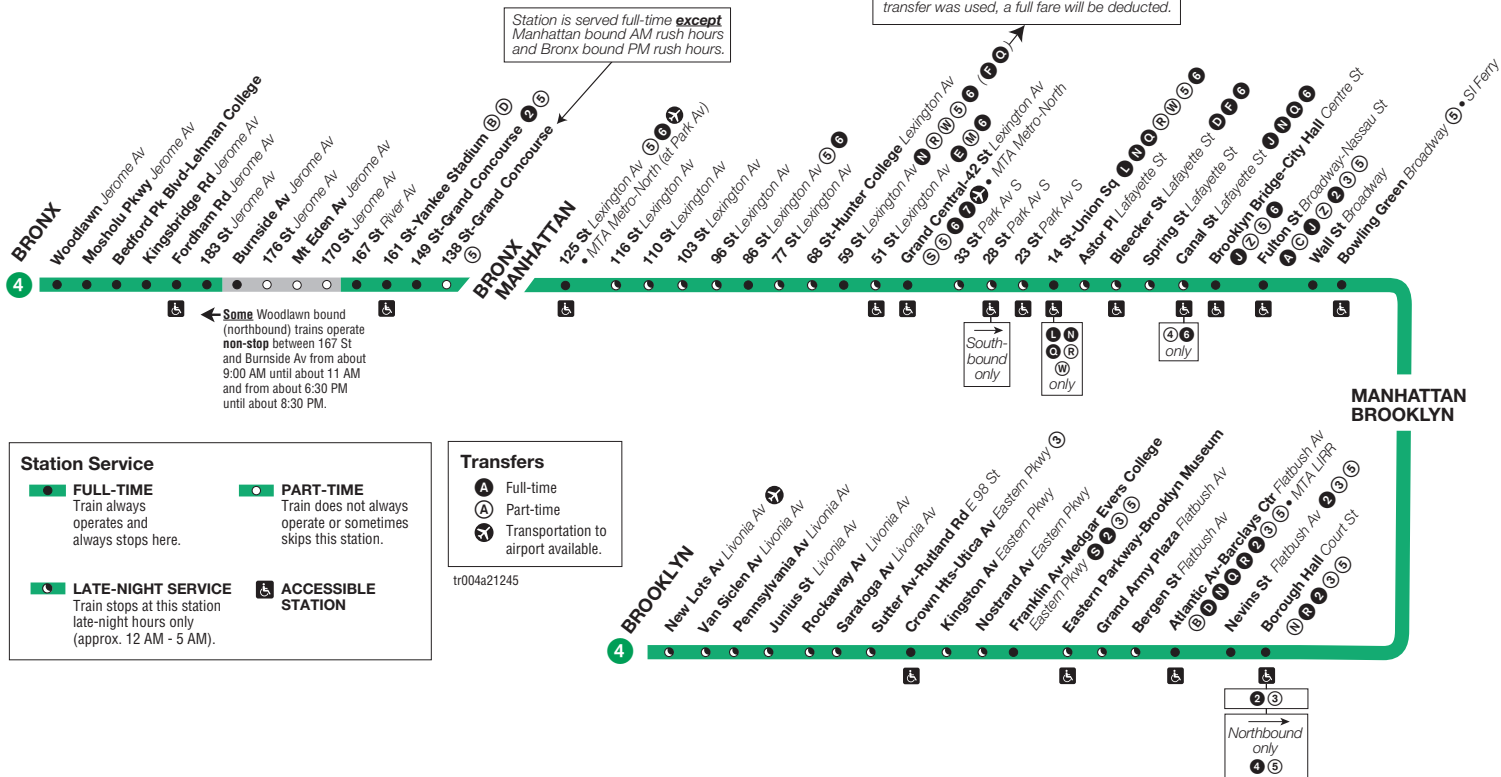 transfer was used, a full fare will be deducted.
Station is served full-time except
Manhattan bound AM rush hours
and Bronx bound PM rush hours.
BRONX
4
Woodlawn Jerome Av
Mosholu Pkwy Jerome Av
Bedford Pk Blvd-Lehman College
Kingsbridge Rd Jerome Av
Fordham Rd Jerome Av
183 St Jerome Av
Burnside Av Jerome Av
176 St Jerome Av
Mt Eden Av Jerome Av
170 St Jerome Av
167 St River Av
161 St-Yankee Stadium B D
149 St-Grand Concourse 2 5
138 St-Grand Concourse
5
BRONX
MANHATTAN
125 St Lexington Av 5 6
• MTA Metro-North (at Park Av)
116 St Lexington Av
110 St Lexington Av
103 St Lexington Av
96 St Lexington Av
86 St Lexington Av 5 6
77 St Lexington Av
68 St-Hunter College Lexington Av
59 St Lexington Av N R W 5 6 (F Q)
51 St Lexington Av E M 6
Grand Central-42 St Lexington Av
S 5 6 7 • MTA Metro-North
33 St Park Av S
28 St Park Av S
23 St Park Av S
14 St-Union Sq L N Q R W 5 6
Astor Pl Lafayette St
Bleecker St Lafayette St D F 6
Spring St Lafayette St
Canal St Lafayette St J N Q 6
Brooklyn Bridge-City Hall Centre St
J Z 5 6
Fulton St Broadway-Nassau St
A C J Z 2 3 5
Wall St Broadway
Bowling Green Broadway 5 • SI Ferry
Some Woodlawn bound
(northbound) trains operate
non-stop between 167 St
and Burnside Av from about
9:00 AM until about 11 AM
and from about 6:30 PM
until about 8:30 PM.
South-
bound
only
L N
Q R
W
only
4 6
only
MANHATTAN
BROOKLYN
Station Service
FULL-TIME
Train always
operates and
always stops here.
PART-TIME
Train does not always
operate or sometimes
skips this station.
LATE-NIGHT SERVICE
Train stops at this station
late-night hours only
(approx. 12 AM - 5 AM).
ACCESSIBLE
STATION
Transfers
A Full-time
A Part-time
Transportation to
airport available.
tr004a21245
BROOKLYN
4
New Lots Av Livonia Av
Van Siclen Av Livonia Av
Pennsylvania Av Livonia Av
Junius St Livonia Av
Rockaway Av Livonia Av
Saratoga Av Livonia Av
Sutter Av-Rutland Rd E 98 St
Crown Hts-Utica Av Eastern Pkwy 3
Kingston Av Eastern Pkwy
Nostrand Av Eastern Pkwy
Franklin Av-Medgar Evers College
Eastern Pkwy S 2 3 5
Eastern Parkway-Brooklyn Museum
Grand Army Plaza Flatbush Av
Bergen St Flatbush Av
Atlantic Av-Barclays Ctr Flatbush Av
B D N Q R 2 3 5 • MTA LIRR
Nevins St Flatbush Av 2 3 5
Borough Hall Court St
N R 2 3 5
2 3
Northbound
only
4 5